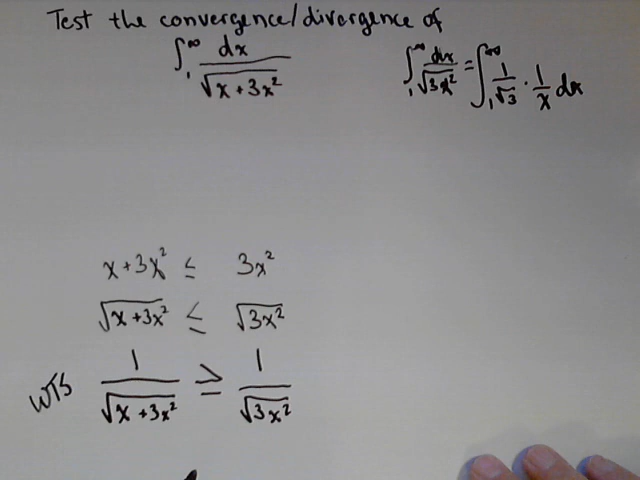 Test the convergence/divergence of
∫₁^∞ dx/√(x+3x²)    ∫₁^∞ dx/√(3x²) = ∫₁^∞ 1/√3 · 1/x dx
x+3x² ≤ 3x²
√(x+3x²) ≤ √(3x²)
WTS 1/√(x+3x²) ≥ 1/√(3x²)